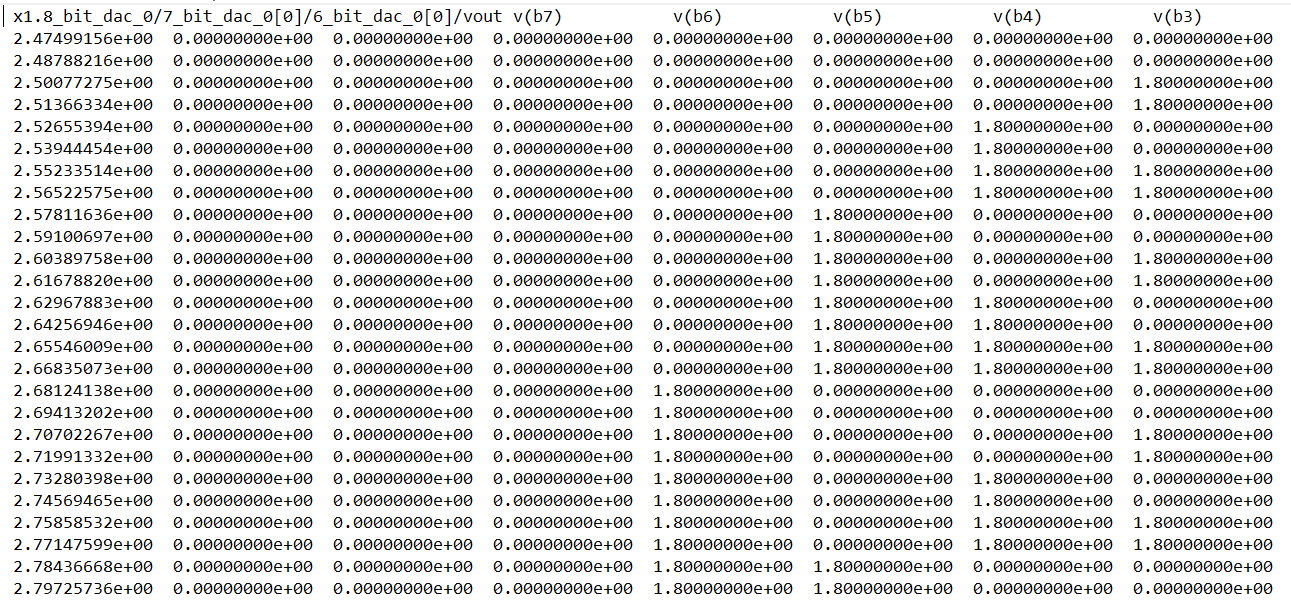 x1.8_bit_dac_0/7_bit_dac_0[0]/6_bit_dac_0[0]/vout v(b7) v(b6) v(b5) v(b4) v(b3)
2.47499156e+00 0.00000000e+00 0.00000000e+00 0.00000000e+00 0.00000000e+00 0.00000000e+00 0.00000000e+00 0.00000000e+00
2.48788216e+00 0.00000000e+00 0.00000000e+00 0.00000000e+00 0.00000000e+00 0.00000000e+00 0.00000000e+00 0.00000000e+00
2.50077275e+00 0.00000000e+00 0.00000000e+00 0.00000000e+00 0.00000000e+00 0.00000000e+00 0.00000000e+00 1.80000000e+00
2.51366334e+00 0.00000000e+00 0.00000000e+00 0.00000000e+00 0.00000000e+00 0.00000000e+00 0.00000000e+00 1.80000000e+00
2.52655394e+00 0.00000000e+00 0.00000000e+00 0.00000000e+00 0.00000000e+00 0.00000000e+00 1.80000000e+00 0.00000000e+00
2.53944454e+00 0.00000000e+00 0.00000000e+00 0.00000000e+00 0.00000000e+00 0.00000000e+00 1.80000000e+00 0.00000000e+00
2.55233514e+00 0.00000000e+00 0.00000000e+00 0.00000000e+00 0.00000000e+00 0.00000000e+00 1.80000000e+00 1.80000000e+00
2.56522575e+00 0.00000000e+00 0.00000000e+00 0.00000000e+00 0.00000000e+00 0.00000000e+00 1.80000000e+00 1.80000000e+00
2.57811636e+00 0.00000000e+00 0.00000000e+00 0.00000000e+00 0.00000000e+00 1.80000000e+00 0.00000000e+00 0.00000000e+00
2.59100697e+00 0.00000000e+00 0.00000000e+00 0.00000000e+00 0.00000000e+00 1.80000000e+00 0.00000000e+00 0.00000000e+00
2.60389758e+00 0.00000000e+00 0.00000000e+00 0.00000000e+00 0.00000000e+00 1.80000000e+00 0.00000000e+00 1.80000000e+00
2.61678820e+00 0.00000000e+00 0.00000000e+00 0.00000000e+00 0.00000000e+00 1.80000000e+00 0.00000000e+00 1.80000000e+00
2.62967883e+00 0.00000000e+00 0.00000000e+00 0.00000000e+00 0.00000000e+00 1.80000000e+00 1.80000000e+00 0.00000000e+00
2.64256946e+00 0.00000000e+00 0.00000000e+00 0.00000000e+00 0.00000000e+00 1.80000000e+00 1.80000000e+00 0.00000000e+00
2.65546009e+00 0.00000000e+00 0.00000000e+00 0.00000000e+00 0.00000000e+00 1.80000000e+00 1.80000000e+00 1.80000000e+00
2.66835073e+00 0.00000000e+00 0.00000000e+00 0.00000000e+00 0.00000000e+00 1.80000000e+00 1.80000000e+00 1.80000000e+00
2.68124138e+00 0.00000000e+00 0.00000000e+00 0.00000000e+00 1.80000000e+00 0.00000000e+00 0.00000000e+00 0.00000000e+00
2.69413202e+00 0.00000000e+00 0.00000000e+00 0.00000000e+00 1.80000000e+00 0.00000000e+00 0.00000000e+00 0.00000000e+00
2.70702267e+00 0.00000000e+00 0.00000000e+00 0.00000000e+00 1.80000000e+00 0.00000000e+00 0.00000000e+00 1.80000000e+00
2.71991332e+00 0.00000000e+00 0.00000000e+00 0.00000000e+00 1.80000000e+00 0.00000000e+00 0.00000000e+00 1.80000000e+00
2.73280398e+00 0.00000000e+00 0.00000000e+00 0.00000000e+00 1.80000000e+00 0.00000000e+00 1.80000000e+00 0.00000000e+00
2.74569465e+00 0.00000000e+00 0.00000000e+00 0.00000000e+00 1.80000000e+00 0.00000000e+00 1.80000000e+00 0.00000000e+00
2.75858532e+00 0.00000000e+00 0.00000000e+00 0.00000000e+00 1.80000000e+00 0.00000000e+00 1.80000000e+00 1.80000000e+00
2.77147599e+00 0.00000000e+00 0.00000000e+00 0.00000000e+00 1.80000000e+00 0.00000000e+00 1.80000000e+00 1.80000000e+00
2.78436668e+00 0.00000000e+00 0.00000000e+00 0.00000000e+00 1.80000000e+00 1.80000000e+00 0.00000000e+00 0.00000000e+00
2.79725736e+00 0.00000000e+00 0.00000000e+00 0.00000000e+00 1.80000000e+00 1.80000000e+00 0.00000000e+00 0.00000000e+00